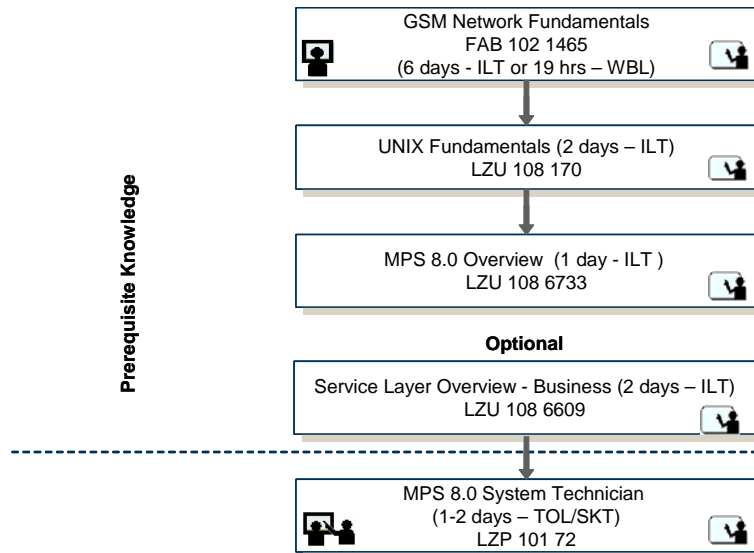 GSM Network Fundamentals
FAB 102 1465
(6 days - ILT or 19 hrs – WBL)
UNIX Fundamentals (2 days – ILT)
LZU 108 170
Prerequisite Knowledge
MPS 8.0 Overview  (1 day - ILT )
LZU 108 6733
Optional
Service Layer Overview - Business (2 days – ILT)
LZU 108 6609
MPS 8.0 System Technician
(1-2 days – TOL/SKT)
LZP 101 72